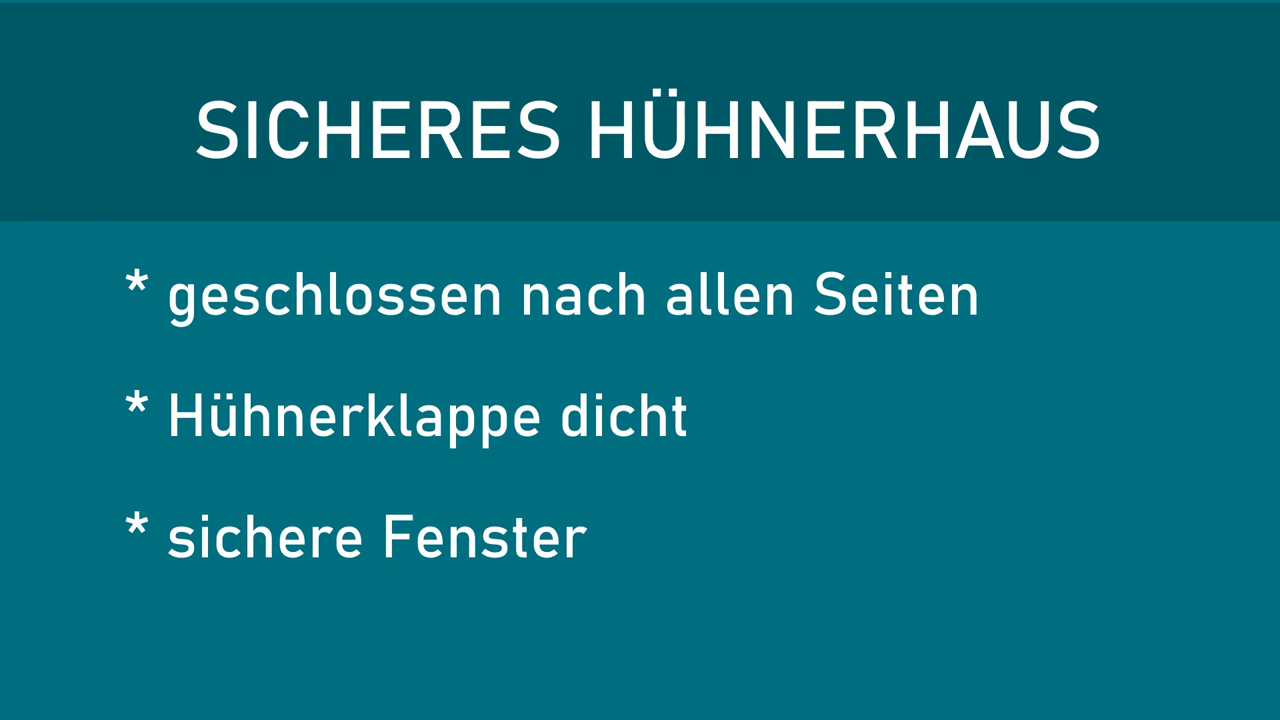 SICHERES HÜHNERHAUS
* geschlossen nach allen Seiten
* Hühnerklappe dicht
* sichere Fenster